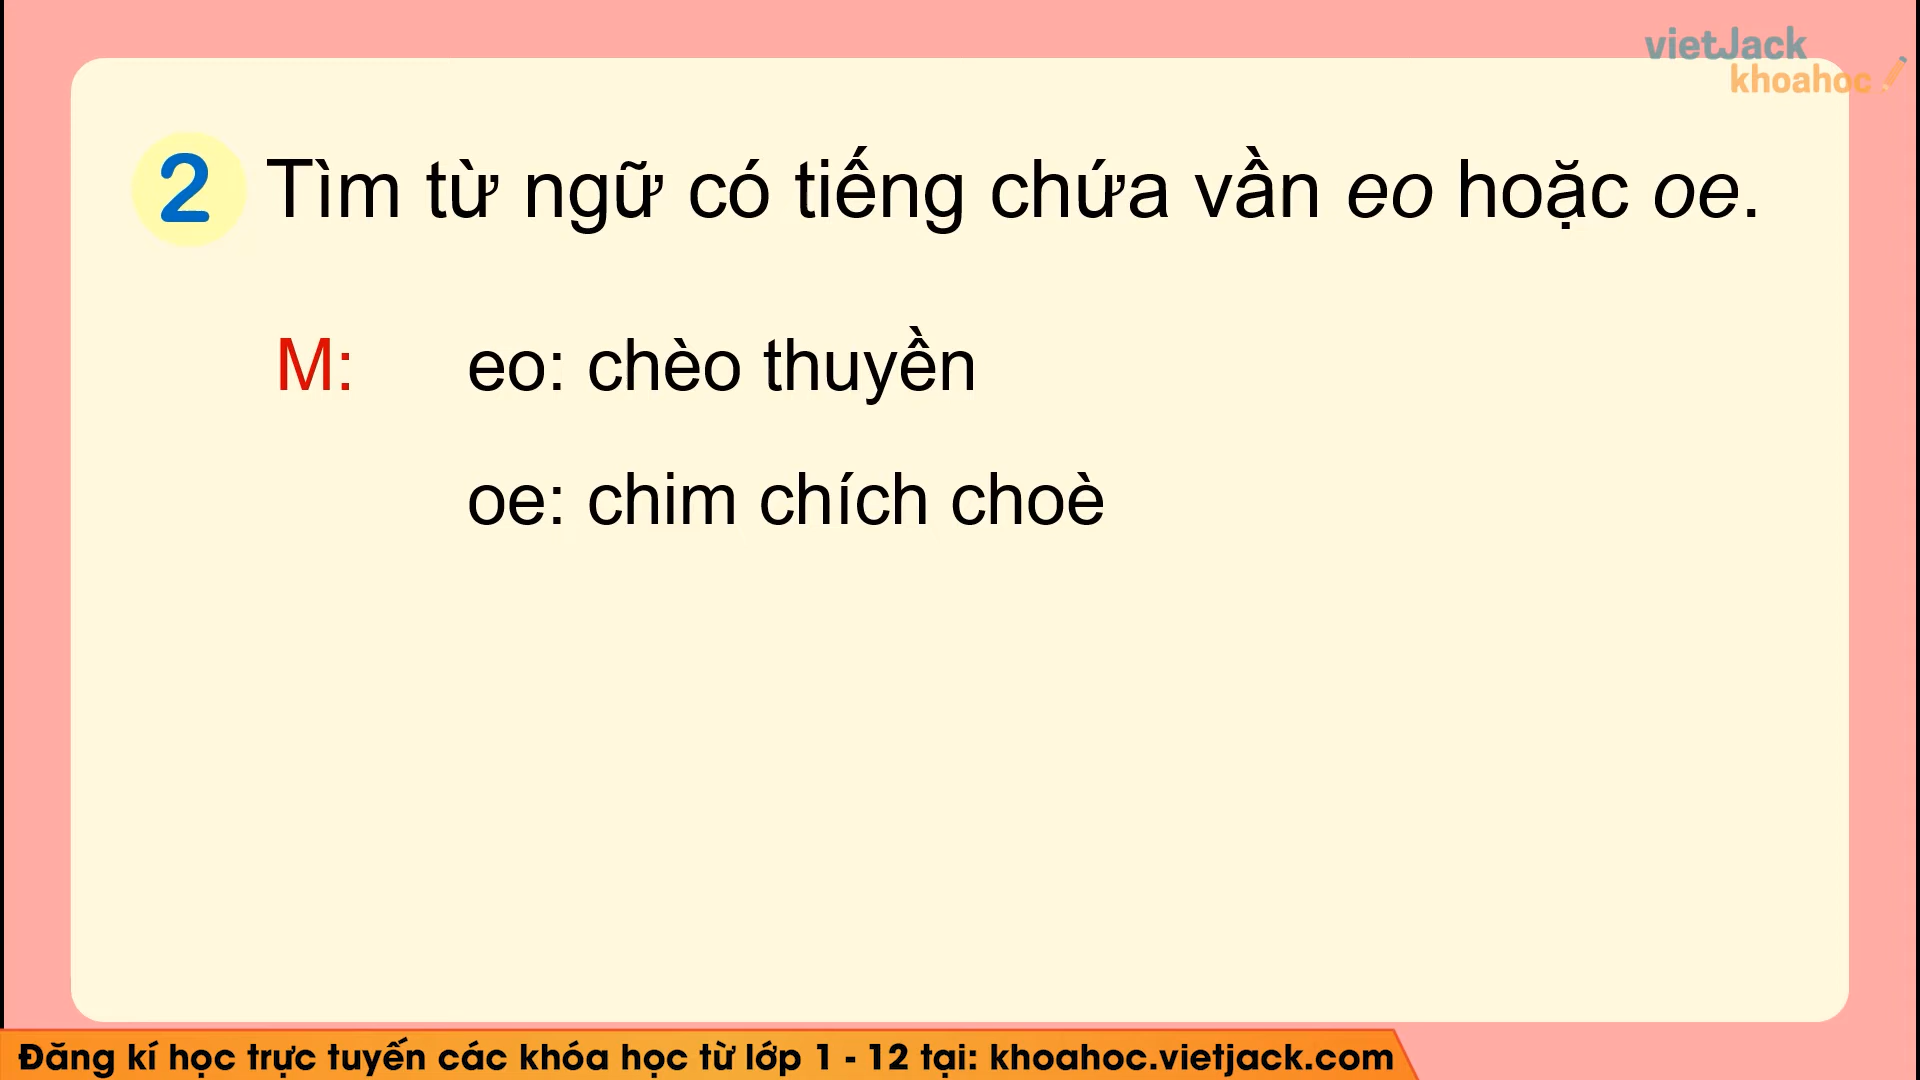 vietJack
khoahoc
2 Tìm từ ngữ có tiếng chứa vần eo hoặc oe.
M: eo: chèo thuyền
oe: chim chích choè
Đăng kí học trực tuyến các khóa học từ lớp 1 - 12 tại: khoahoc.vietjack.com